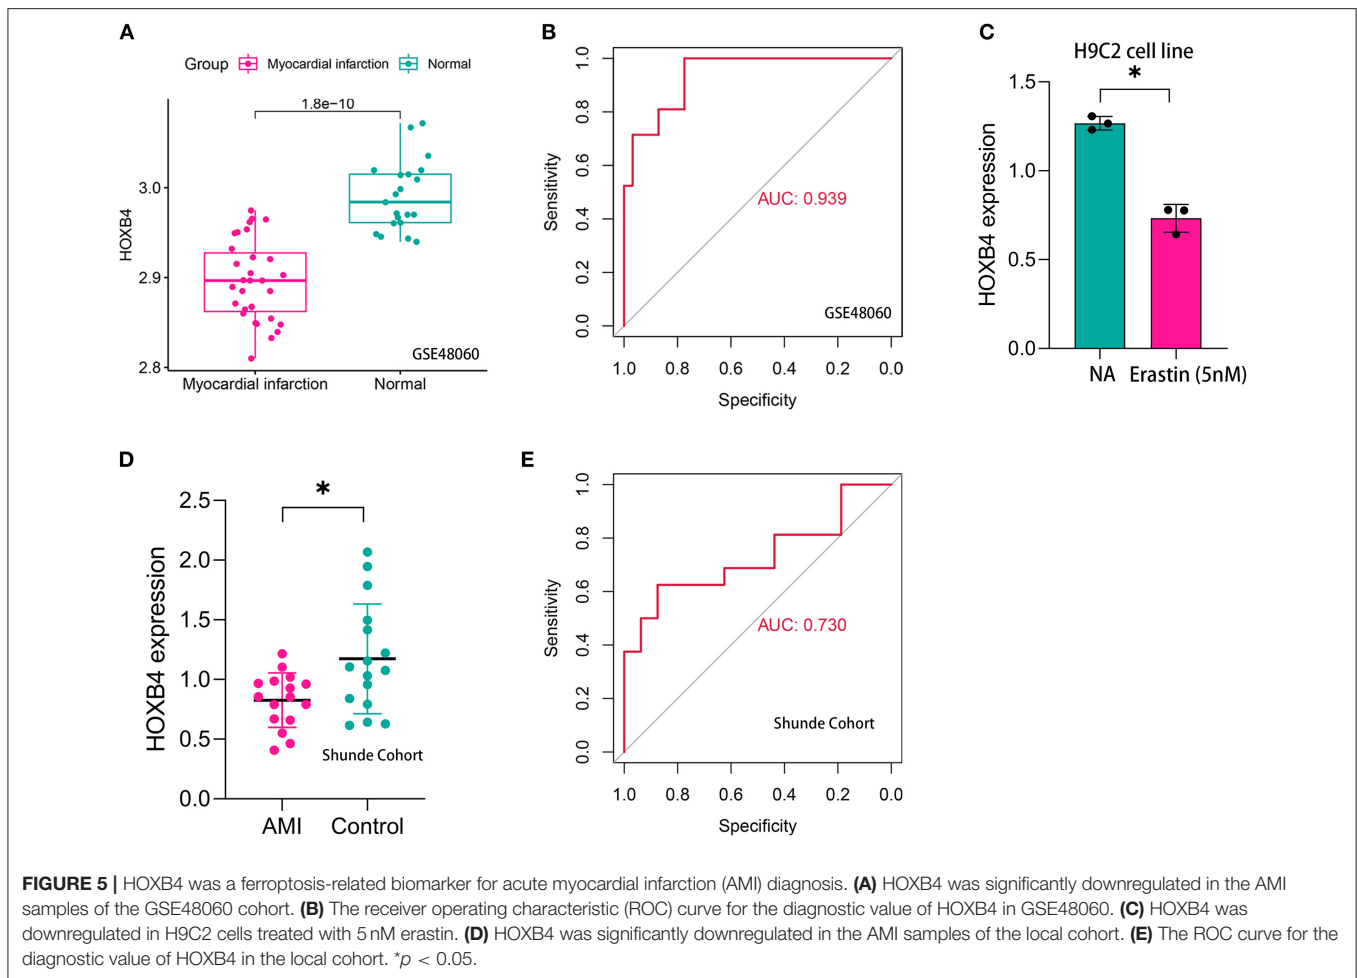 A
Group Myocardial infarction Normal
1.8e−10
HOXB4
3.0
2.9
2.8
GSE48060
Myocardial infarction Normal
B
Sensitivity
1.0
0.8
0.6
0.4
0.2
0.0
AUC: 0.939
GSE48060
1.0 0.8 0.6 0.4 0.2 0.0
Specificity
C
H9C2 cell line
*
HOXB4 expression
1.5
1.0
0.5
0.0
NA Erastin (5nM)
D
*
HOXB4 expression
2.5
2.0
1.5
1.0
0.5
0.0
Shunde Cohort
AMI Control
E
Sensitivity
1.0
0.8
0.6
0.4
0.2
0.0
AUC: 0.730
Shunde Cohort
1.0 0.8 0.6 0.4 0.2 0.0
Specificity
FIGURE 5 | HOXB4 was a ferroptosis-related biomarker for acute myocardial infarction (AMI) diagnosis. (A) HOXB4 was significantly downregulated in the AMI
samples of the GSE48060 cohort. (B) The receiver operating characteristic (ROC) curve for the diagnostic value of HOXB4 in GSE48060. (C) HOXB4 was
downregulated in H9C2 cells treated with 5 nM erastin. (D) HOXB4 was significantly downregulated in the AMI samples of the local cohort. (E) The ROC curve for the
diagnostic value of HOXB4 in the local cohort. *p < 0.05.